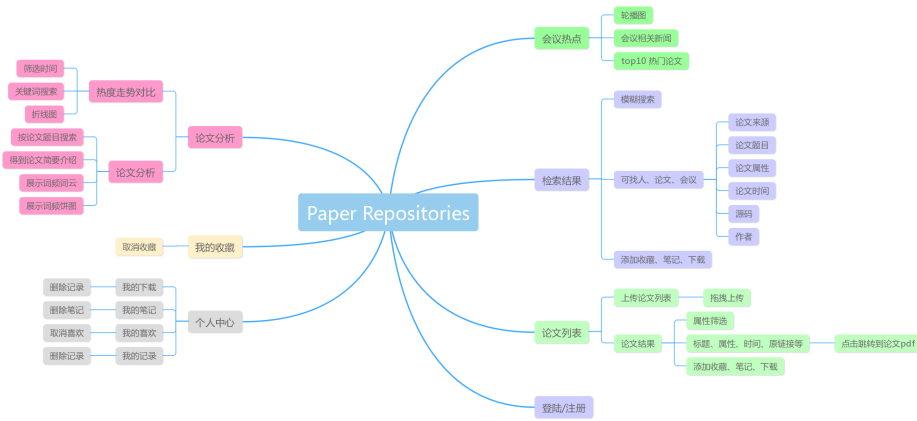 Paper Repositories
会议热点
轮播图
会议相关新闻
top10 热门论文
检索结果
模糊搜索
可找人、论文、会议
论文来源
论文题目
论文属性
论文时间
源码
作者
添加收藏、笔记、下载
论文列表
上传论文列表
拖拽上传
论文结果
属性筛选
标题、属性、时间、原链接等
点击跳转到论文pdf
添加收藏、笔记、下载
登陆/注册
论文分析
热度走势对比
筛选时间
关键词搜索
折线图
论文分析
按论文题目搜索
得到论文简要介绍
展示词频词云
展示词频饼图
我的收藏
取消收藏
个人中心
我的下载
删除记录
我的笔记
删除笔记
我的喜欢
取消喜欢
我的记录
删除记录